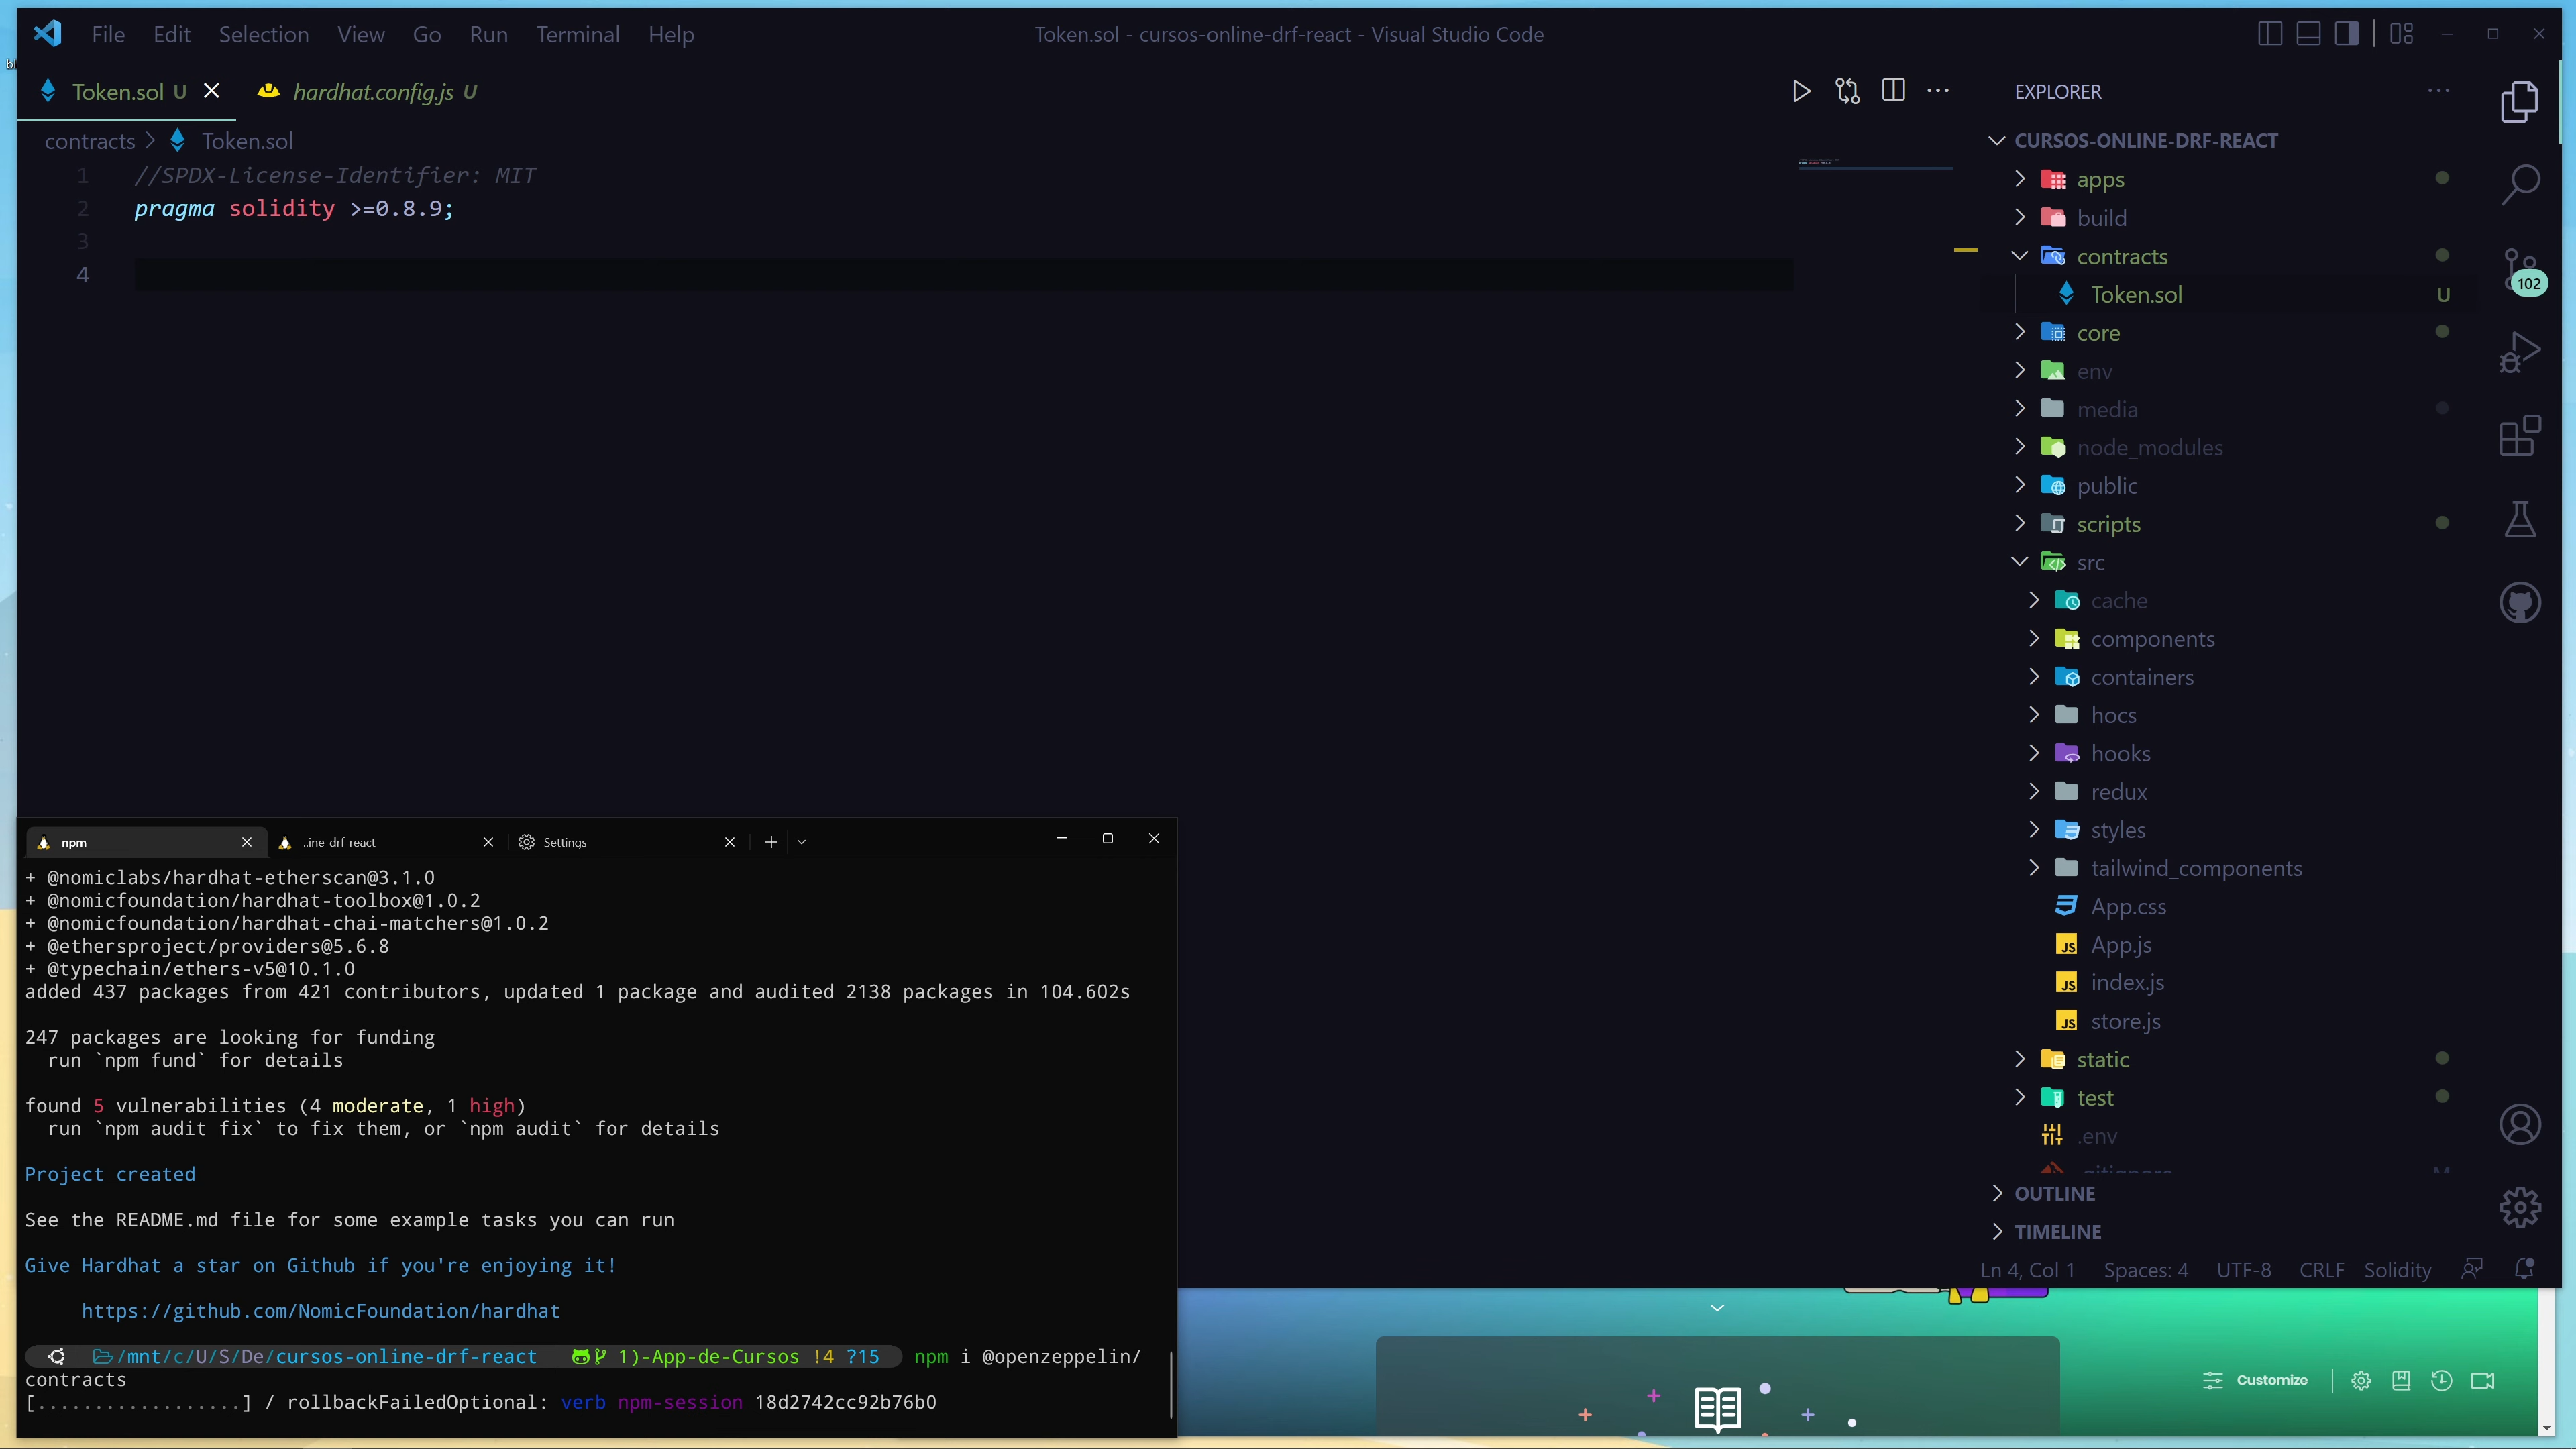 File Edit Selection View Go Run Terminal Help
Token.sol - cursos-online-drf-react - Visual Studio Code
Token.sol U
hardhat.config.js U
contracts
Token.sol
1 //SPDX-License-Identifier: MIT
2 pragma solidity >=0.8.9;
3
4
EXPLORER
CURSOS-ONLINE-DRF-REACT
apps
build
contracts
Token.sol U
core
env
media
node_modules
public
scripts
src
cache
components
containers
hocs
hooks
redux
styles
tailwind_components
App.css
App.js
index.js
store.js
static
test
.env
.gitignore M
OUTLINE
TIMELINE
102
Ln 4, Col 1 Spaces: 4 UTF-8 CRLF Solidity
npm
..ine-drf-react
Settings
+ @nomiclabs/hardhat-etherscan@3.1.0
+ @nomicfoundation/hardhat-toolbox@1.0.2
+ @nomicfoundation/hardhat-chai-matchers@1.0.2
+ @ethersproject/providers@5.6.8
+ @typechain/ethers-v5@10.1.0
added 437 packages from 421 contributors, updated 1 package and audited 2138 packages in 104.602s
247 packages are looking for funding
run `npm fund` for details
found 5 vulnerabilities (4 moderate, 1 high)
run `npm audit fix` to fix them, or `npm audit` for details
Project created
See the README.md file for some example tasks you can run
Give Hardhat a star on Github if you're enjoying it!
https://github.com/NomicFoundation/hardhat
/mnt/c/U/S/De/cursos-online-drf-react 1)-App-de-Cursos !4 ?15 npm i @openzeppelin/
contracts
[..................] / rollbackFailedOptional: verb npm-session 18d2742cc92b76b0
Customize